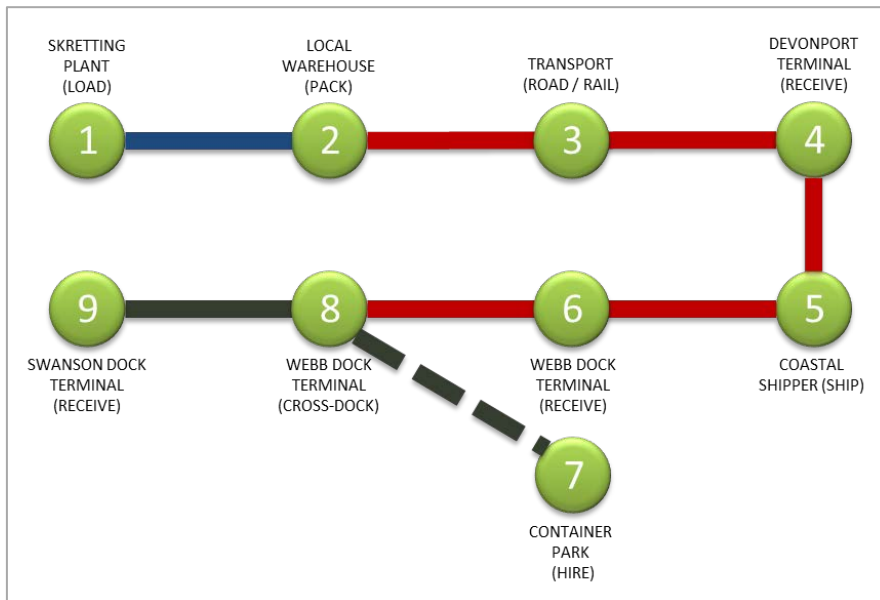 SKRETTING
PLANT
(LOAD)
LOCAL
WAREHOUSE
(PACK)
TRANSPORT
(ROAD / RAIL)
DEVONPORT
TERMINAL
(RECEIVE)
1
2
3
4
9
8
6
5
SWANSON DOCK
TERMINAL
(RECEIVE)
WEBB DOCK
TERMINAL
(CROSS-DOCK)
WEBB DOCK
TERMINAL
(RECEIVE)
COASTAL
SHIPPER (SHIP)
7
CONTAINER
PARK
(HIRE)